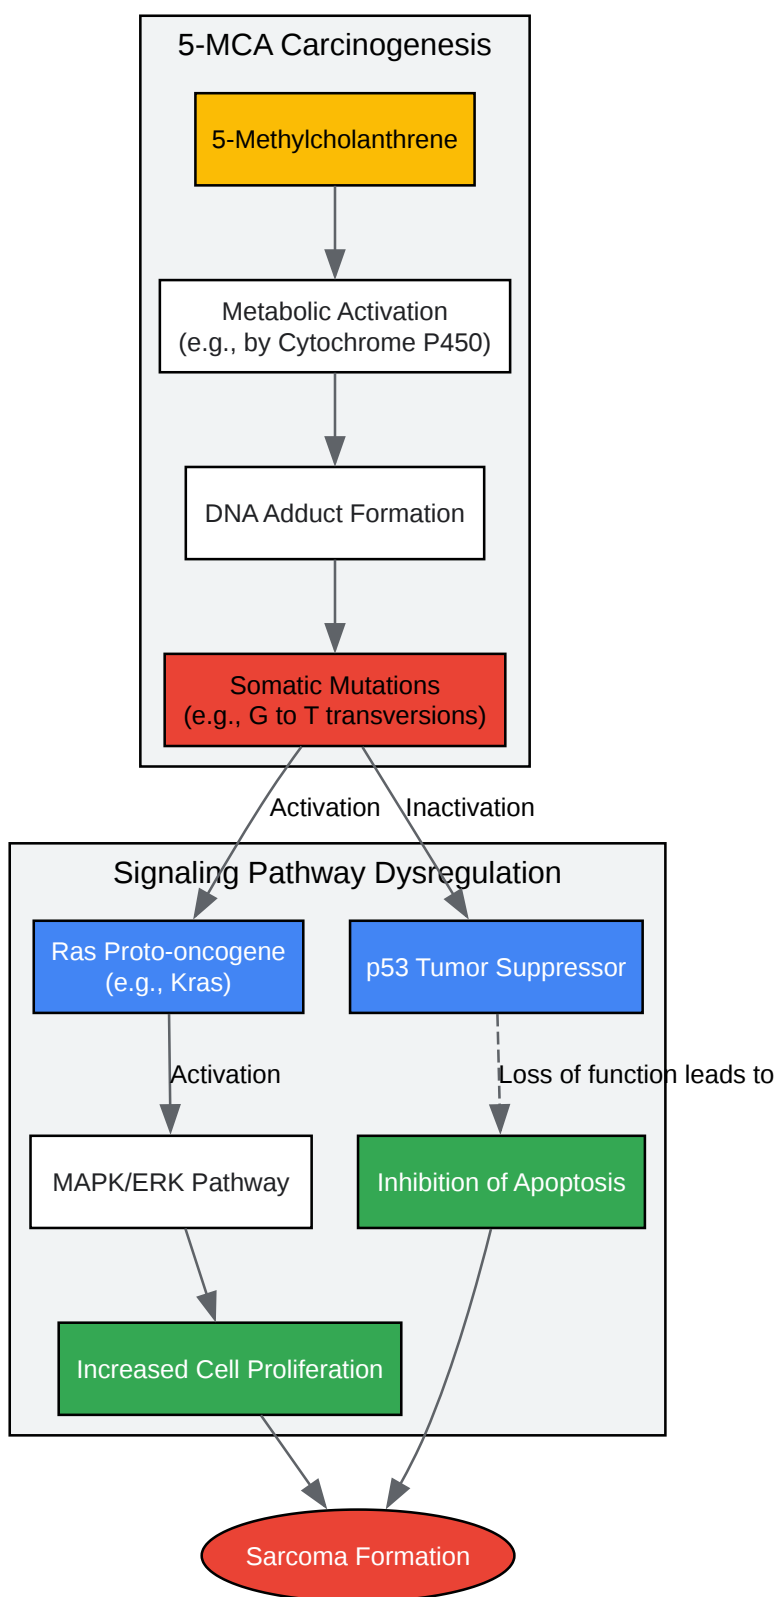 5-MCA Carcinogenesis
5-Methylcholanthrene
Metabolic Activation
(e.g., by Cytochrome P450)
DNA Adduct Formation
Somatic Mutations
(e.g., G to T transversions)
Activation
Inactivation
Signaling Pathway Dysregulation
Ras Proto-oncogene
(e.g., Kras)
p53 Tumor Suppressor
Activation
Loss of function leads to
MAPK/ERK Pathway
Inhibition of Apoptosis
Increased Cell Proliferation
Sarcoma Formation